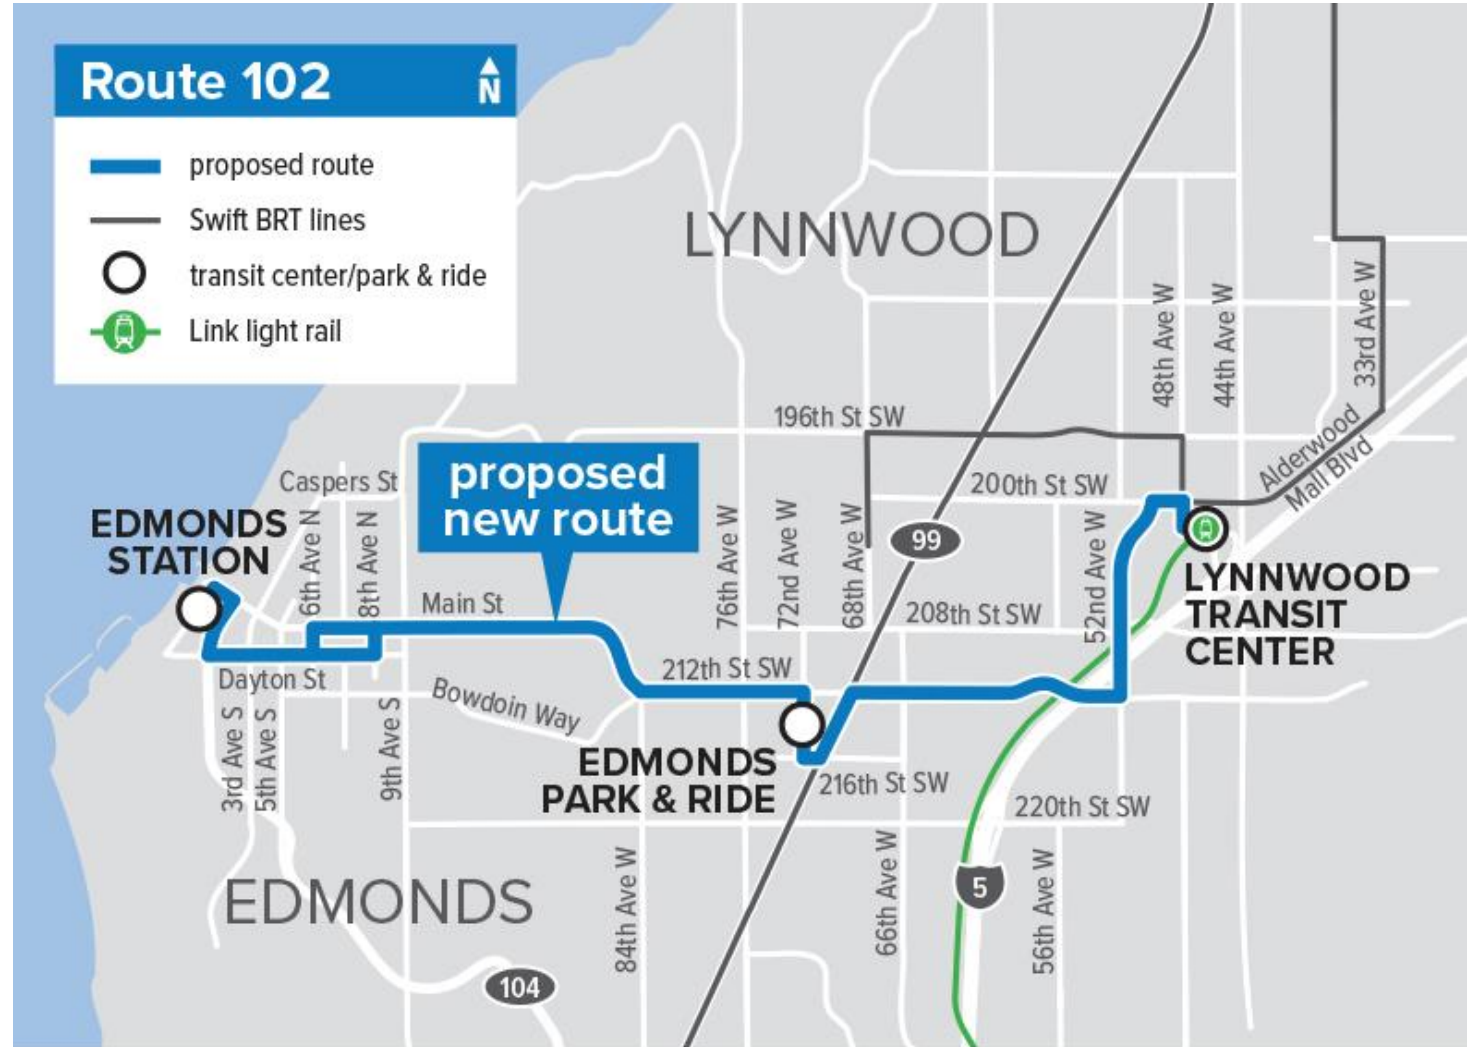 Route 102
N
proposed route
Swift BRT lines
transit center/park & ride
Link light rail
LYNNWOOD
48th Ave W
44th Ave W
33rd Ave W
196th St SW
Alderwood
Mall Blvd
proposed
new route
Caspers St
200th St SW
EDMONDS
STATION
6th Ave N
8th Ave N
76th Ave W
72nd Ave W
68th Ave W
99
52nd Ave W
LYNNWOOD
TRANSIT
CENTER
Main St
208th St SW
212th St SW
Dayton St
Bowdoin Way
3rd Ave S
5th Ave S
9th Ave S
EDMONDS
PARK & RIDE
216th St SW
220th St SW
84th Ave W
66th Ave W
56th Ave W
5
EDMONDS
104